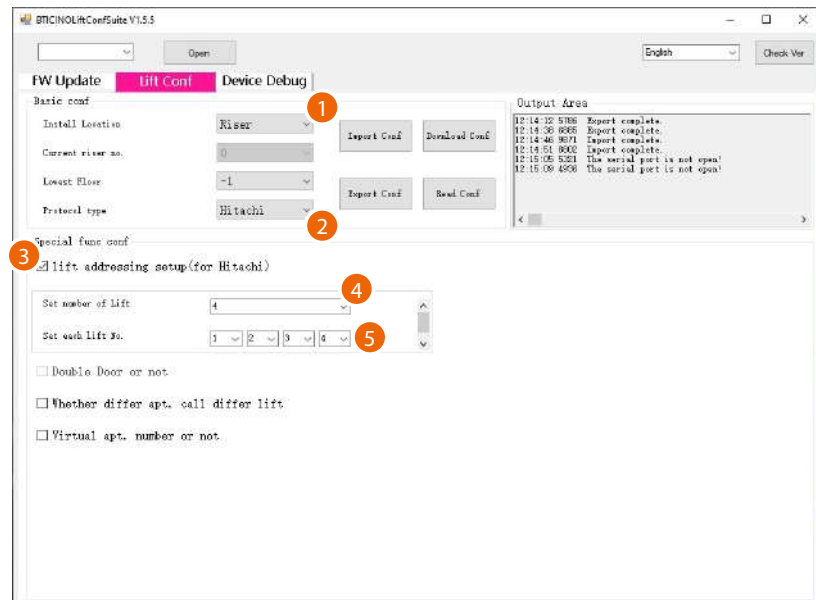 BTICINOLiftConfSuite V1.5.5
Open
English
Check Ver
FW Update
Lift Conf
Device Debug
Basic conf
Output Area
1
Install Location
Riser
Import Conf
Download Conf
12:14:12 5786 Export complete.
12:14:38 6885 Export complete.
12:14:46 9871 Import complete.
12:14:51 8802 Import complete.
12:15:05 5321 The serial port is not open!
12:15:09 4936 The serial port is not open!
Current riser no.
0
Lowest Floor
-1
Export Conf
Read Conf
Protocol type
Hitachi
2
Special func conf
3
lift addressing setup(for Hitachi)
4
Set number of Lift
4
Set each Lift No.
1 2 3 4
5
Double Door or not
Whether differ apt. call differ lift
Virtual apt. number or not